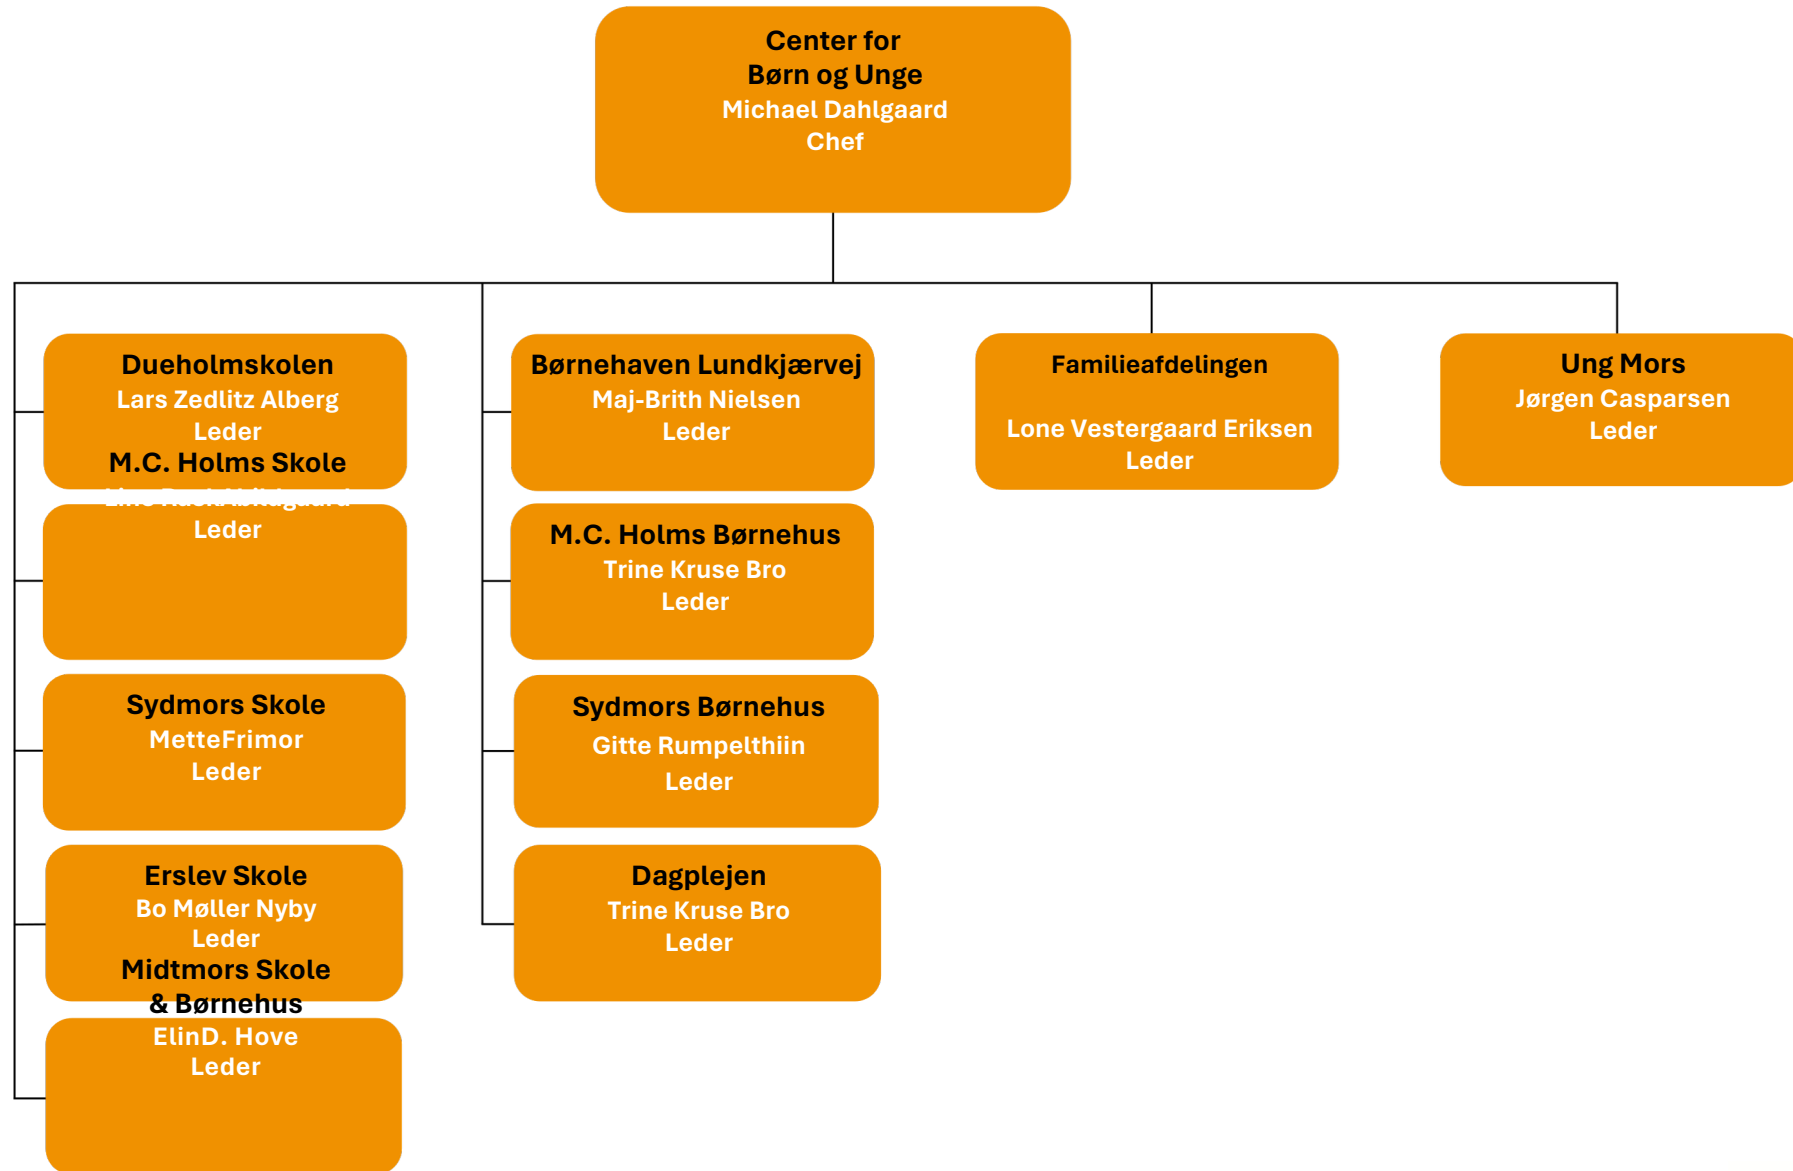 Center for
Børn og Unge
Michael Dahlgaard
Chef
Dueholmskolen
Lars Zedlitz Alberg
Leder
M.C. Holms Skole
Leder
Sydmors Skole
MetteFrimor
Leder
Erslev Skole
Bo Møller Nyby
Leder
Midtmors Skole
& Børnehus
ElinD. Hove
Leder
Børnehaven Lundkjærvej
Maj-Brith Nielsen
Leder
M.C. Holms Børnehus
Trine Kruse Bro
Leder
Sydmors Børnehus
Gitte Rumpelthiin
Leder
Dagplejen
Trine Kruse Bro
Leder
Familieafdelingen
Lone Vestergaard Eriksen
Leder
Ung Mors
Jørgen Casparsen
Leder